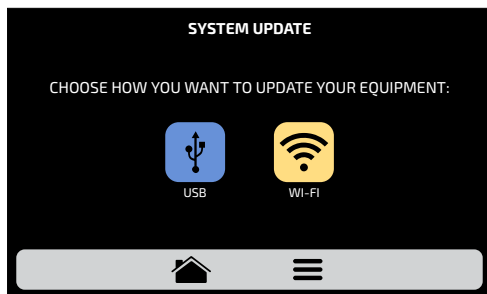 SYSTEM UPDATE
CHOOSE HOW YOU WANT TO UPDATE YOUR EQUIPMENT:
USB
WI-FI